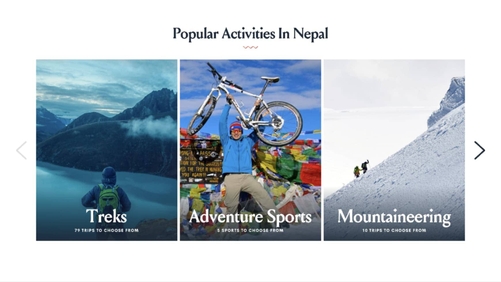 Popular Activities In Nepal
Treks
79 TRIPS TO CHOOSE FROM
Adventure Sports
5 SPORTS TO CHOOSE FROM
Mountaineering
10 TRIPS TO CHOOSE FROM